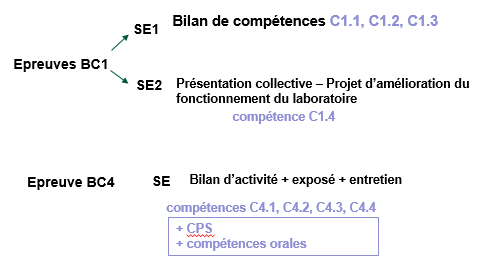 SE1 Bilan de compétences C1.1, C1.2, C1.3
Epreuves BC1
SE2 Présentation collective – Projet d’amélioration du
fonctionnement du laboratoire
compétence C1.4
Epreuve BC4 SE Bilan d’activité + exposé + entretien
compétences C4.1, C4.2, C4.3, C4.4
+ CPS
+ compétences orales